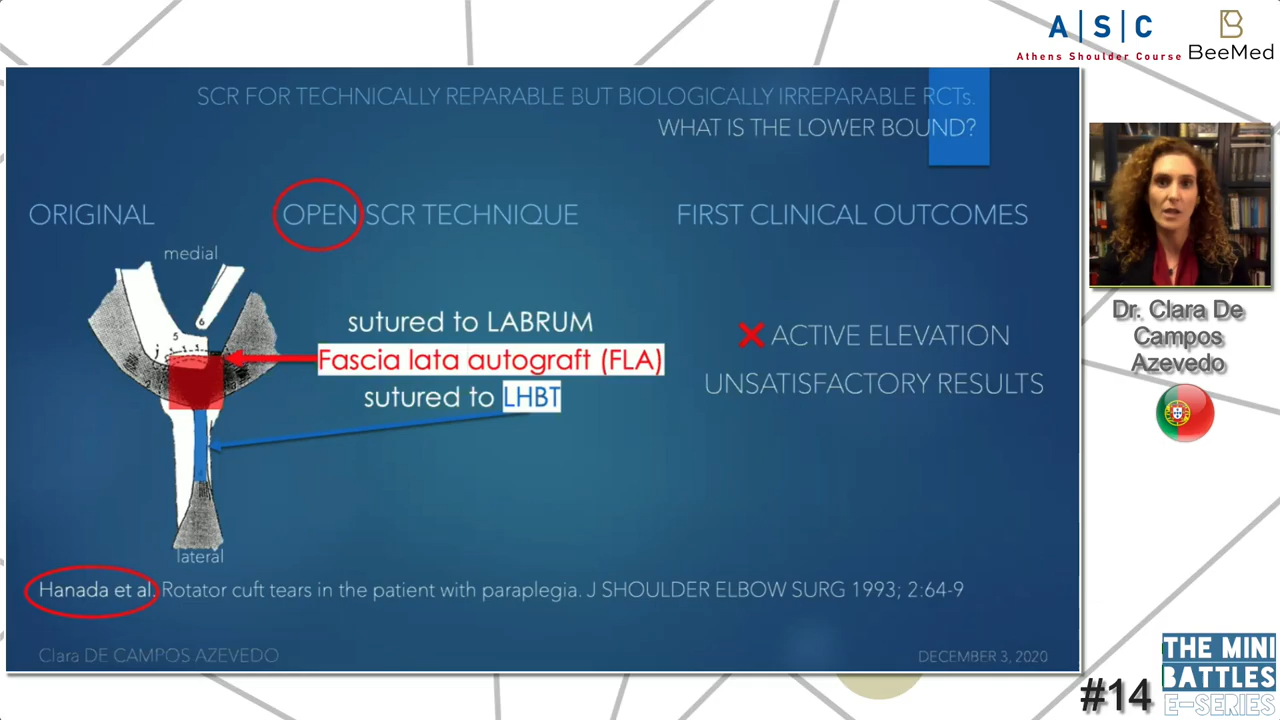 A|S|C
Athens Shoulder Course
BeeMed
SCR FOR TECHNICALLY REPARABLE BUT BIOLOGICALLY IRREPARABLE RCTs.
WHAT IS THE LOWER BOUND?
ORIGINAL
OPEN SCR TECHNIQUE
FIRST CLINICAL OUTCOMES
medial
5
6
sutured to LABRUM
Fascia lata autograft (FLA)
sutured to LHBT
ACTIVE ELEVATION
UNSATISFACTORY RESULTS
lateral
Hanada et al. Rotator cuft tears in the patient with paraplegia. J SHOULDER ELBOW SURG 1993; 2:64-9
Clara DE CAMPOS AZEVEDO
DECEMBER 3, 2020
Dr. Clara De
Campos
Azevedo
#14
THE MINI
BATTLES
E-SERIES